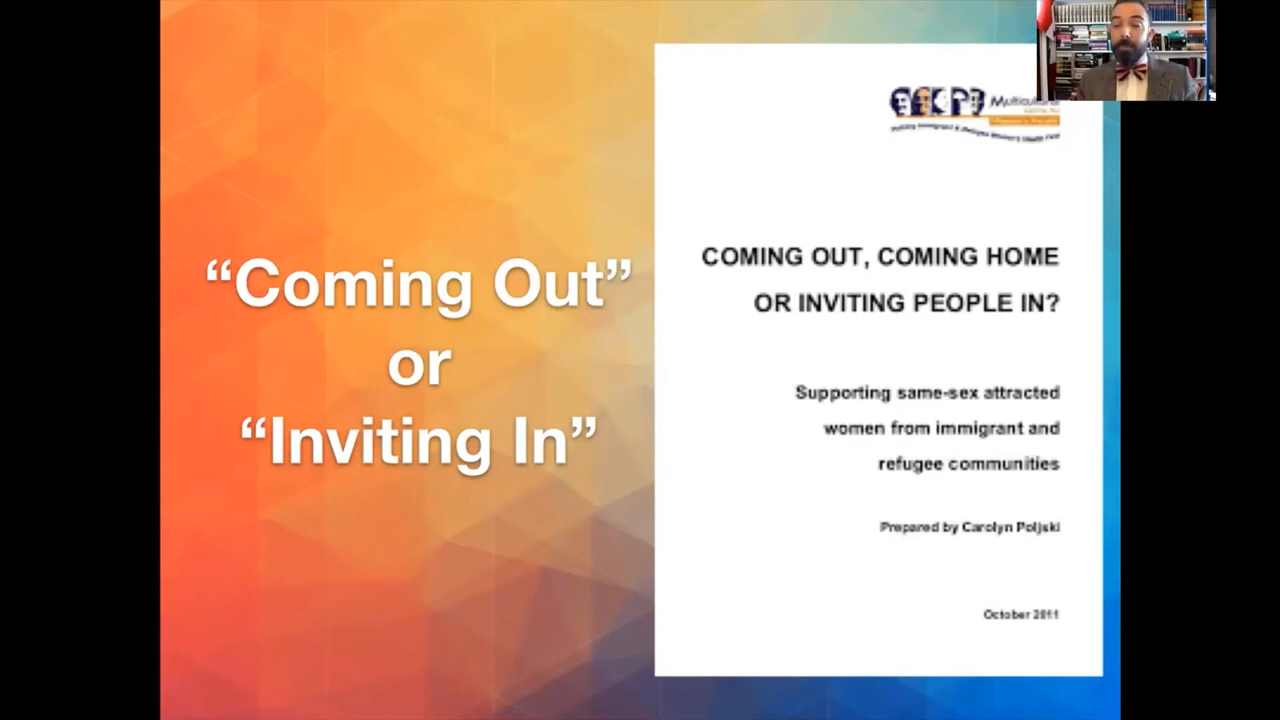 “Coming Out”
or
“Inviting In”
COMING OUT, COMING HOME
OR INVITING PEOPLE IN?
Supporting same-sex attracted
women from immigrant and
refugee communities
Prepared by Carolyn Poljski
October 2011